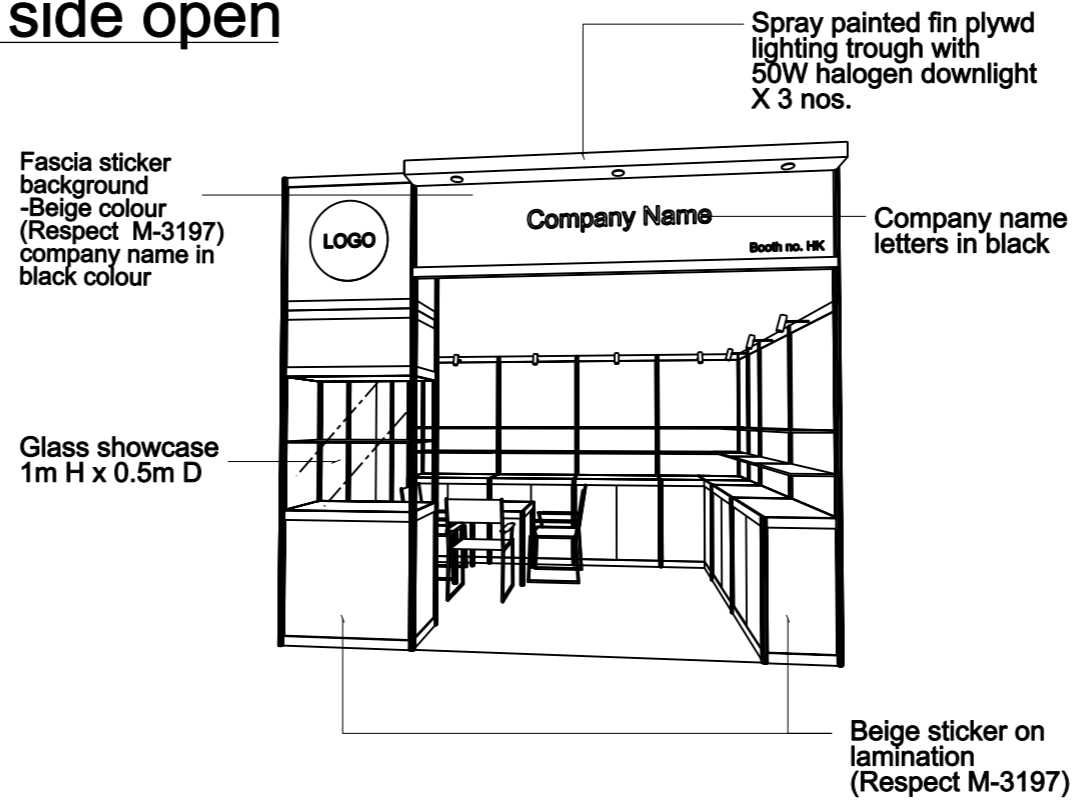 side open
Spray painted fin plywd
lighting trough with
50W halogen downlight
X 3 nos.
Fascia sticker
background
-Beige colour
(Respect M-3197)
company name in
black colour
LOGO
Company Name
Booth no. HK
Company name
letters in black
Glass showcase
1m H x 0.5m D
Beige sticker on
lamination
(Respect M-3197)